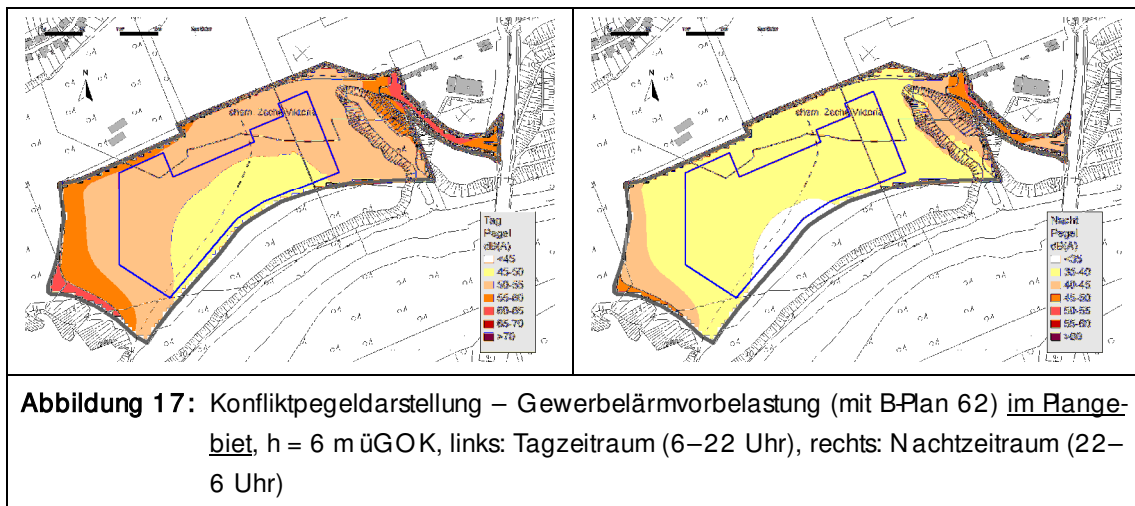 N
ehem. Zeche Viktoria
Tag
Pegel
dB(A)
<45
45-50
50-55
55-60
60-65
65-70
>70
N
ehem. Zeche Viktoria
Nacht
Pegel
dB(A)
<35
35-40
40-45
45-50
50-55
55-60
>60
Abbildung 17: Konfliktpegeldarstellung – Gewerbelärmvorbelastung (mit B-Plan 62) im Plange-
biet, h = 6 m üGOK, links: Tagzeitraum (6–22 Uhr), rechts: Nachtzeitraum (22–
6 Uhr)